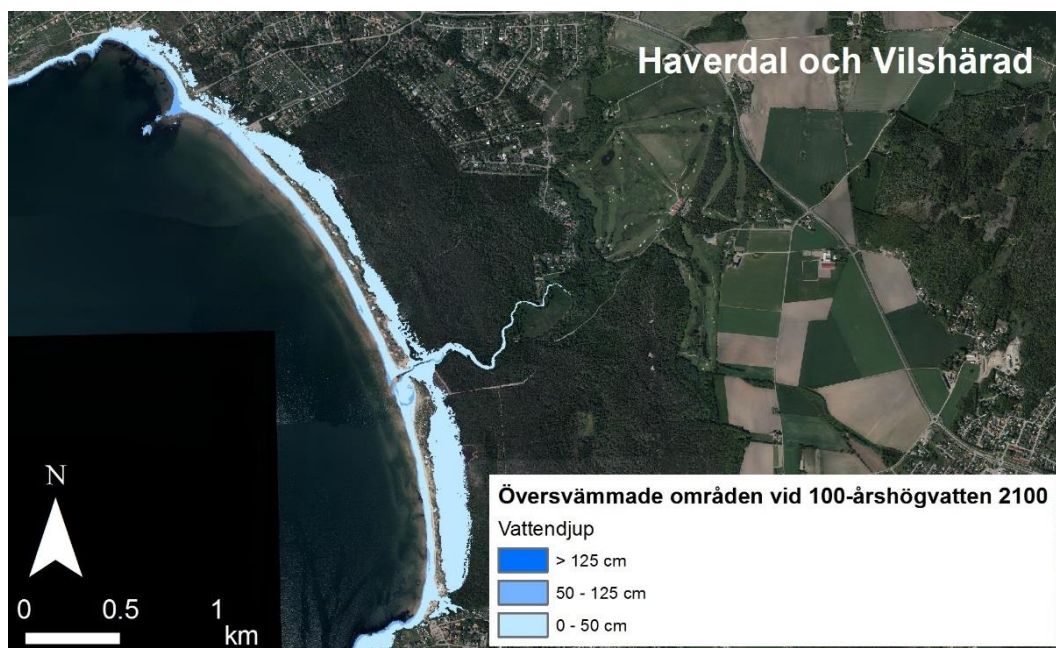 Haverdal och Vilshärad
N
0 0.5 1
km
Översvämmade områden vid 100-årshögvatten 2100
Vattendjup
> 125 cm
50 - 125 cm
0 - 50 cm